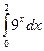 ∫₀² 9ˣ dx